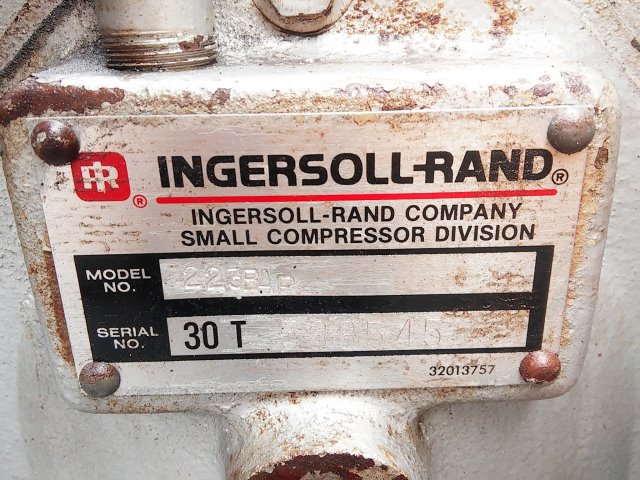 IR ® INGERSOLL-RAND®
INGERSOLL-RAND COMPANY
SMALL COMPRESSOR DIVISION
MODEL NO.
SERIAL NO. 30 T
32013757